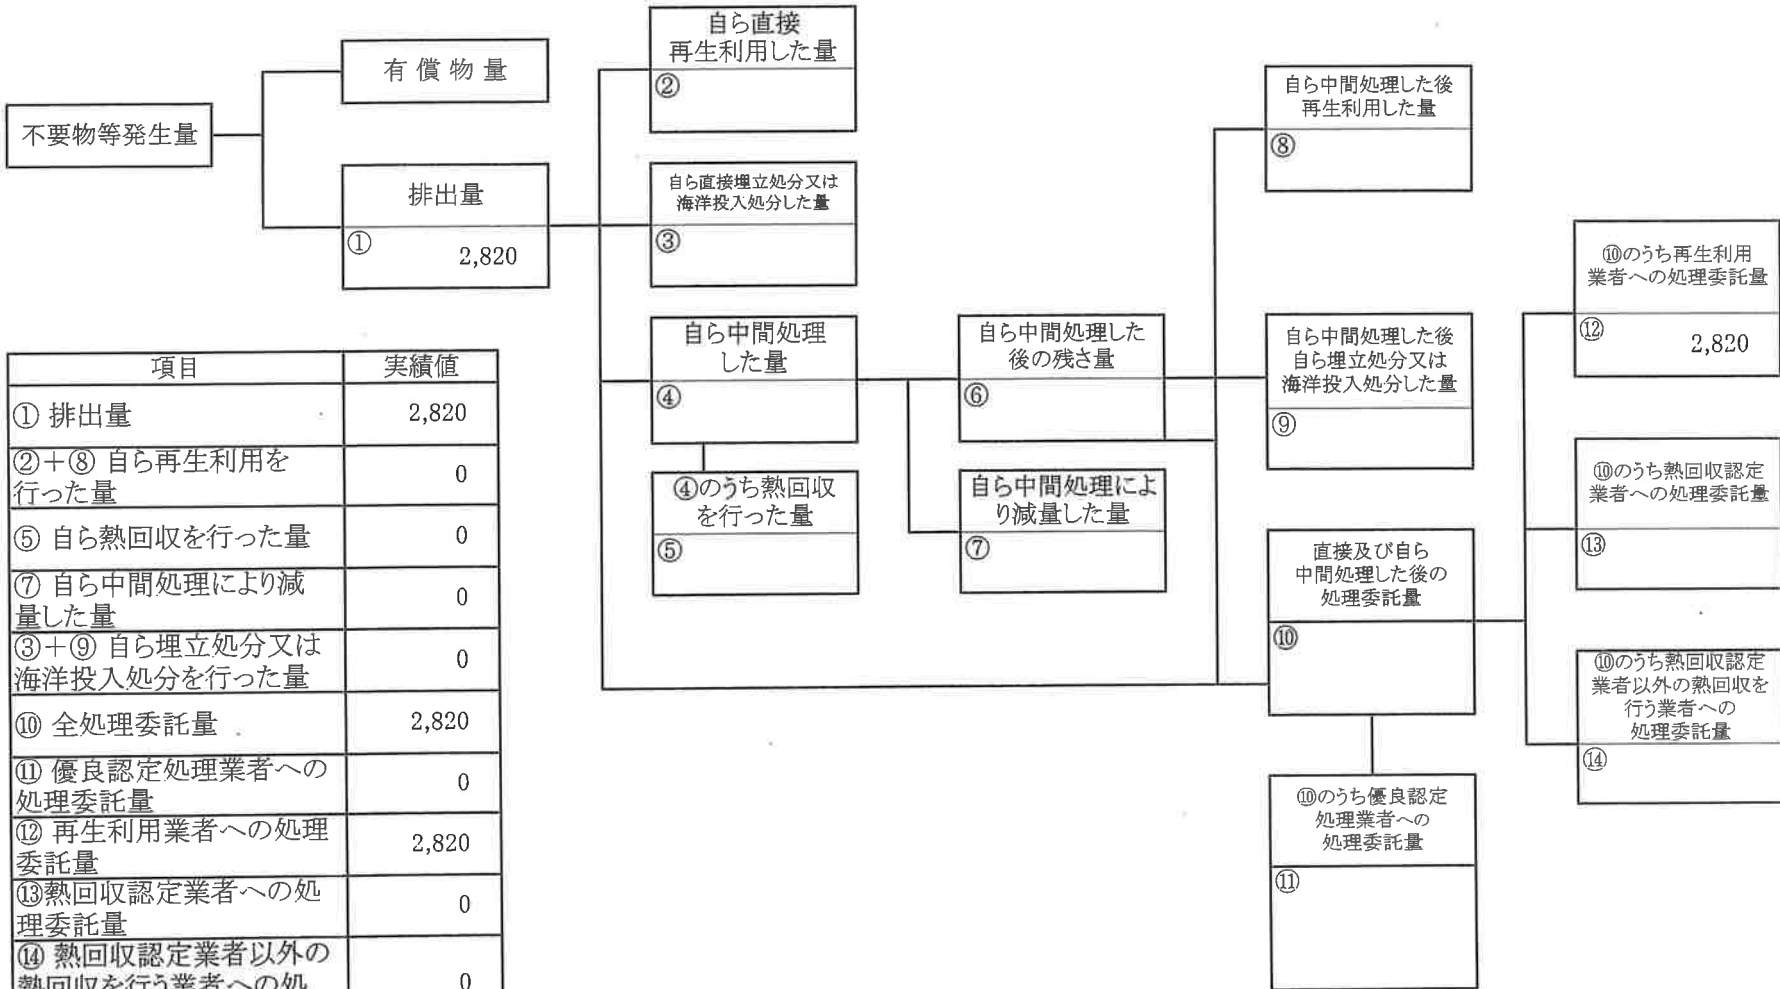 不要物等発生量
有償物量
排出量
①
2,820
自ら直接
再生利用した量
②
自ら直接埋立処分又は
海洋投入処分した量
③
自ら中間処理
した量
④
④のうち熱回収
を行った量
⑤
自ら中間処理した
後の残さ量
⑥
自ら中間処理によ
り減量した量
⑦
自ら中間処理した後
再生利用した量
⑧
自ら中間処理した後
自ら埋立処分又は
海洋投入処分した量
⑨
直接及び自ら
中間処理した後の
処理委託量
⑩
⑩のうち優良認定
処理業者への
処理委託量
⑪
⑩のうち再生利用
業者への処理委託量
⑫
2,820
⑩のうち熱回収認定
業者への処理委託量
⑬
⑩のうち熱回収認定
業者以外の熱回収を
行う業者への
処理委託量
⑭
項目 実績値
① 排出量 2,820
②+⑧ 自ら再生利用を
行った量 0
⑤ 自ら熱回収を行った量 0
⑦ 自ら中間処理により減
量した量 0
③+⑨ 自ら埋立処分又は
海洋投入処分を行った量 0
⑩ 全処理委託量 2,820
⑪ 優良認定処理業者への
処理委託量 0
⑫ 再生利用業者への処理
委託量 2,820
⑬熱回収認定業者への処
理委託量 0
⑭ 熱回収認定業者以外の
熱回収を行う業者への処 0